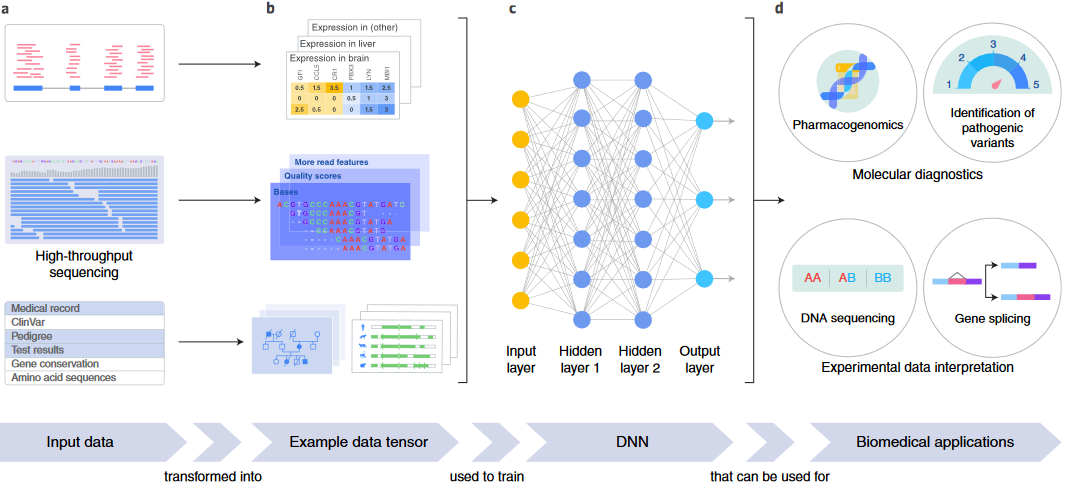 a
High-throughput
sequencing
Medical record
ClinVar
Pedigree
Test results
Gene conservation
Amino acid sequences
b
Expression in (other)
Expression in liver
Expression in brain
GPI CCL5 CR1 PBX3 LYN MBI1
0.5 1.5 3.5 1 1.5 2.5
0 0 0 0.5 1 3
2.5 0.5 0 0 1.5 3
More read features
Quality scores
Bases
c
Input
layer
Hidden
layer 1
Hidden
layer 2
Output
layer
d
Pharmacogenomics
1 2 3 4 5
Identification of
pathogenic
variants
Molecular diagnostics
AA AB BB
DNA sequencing
Gene splicing
Experimental data interpretation
Input data
Example data tensor
DNN
Biomedical applications
transformed into
used to train
that can be used for